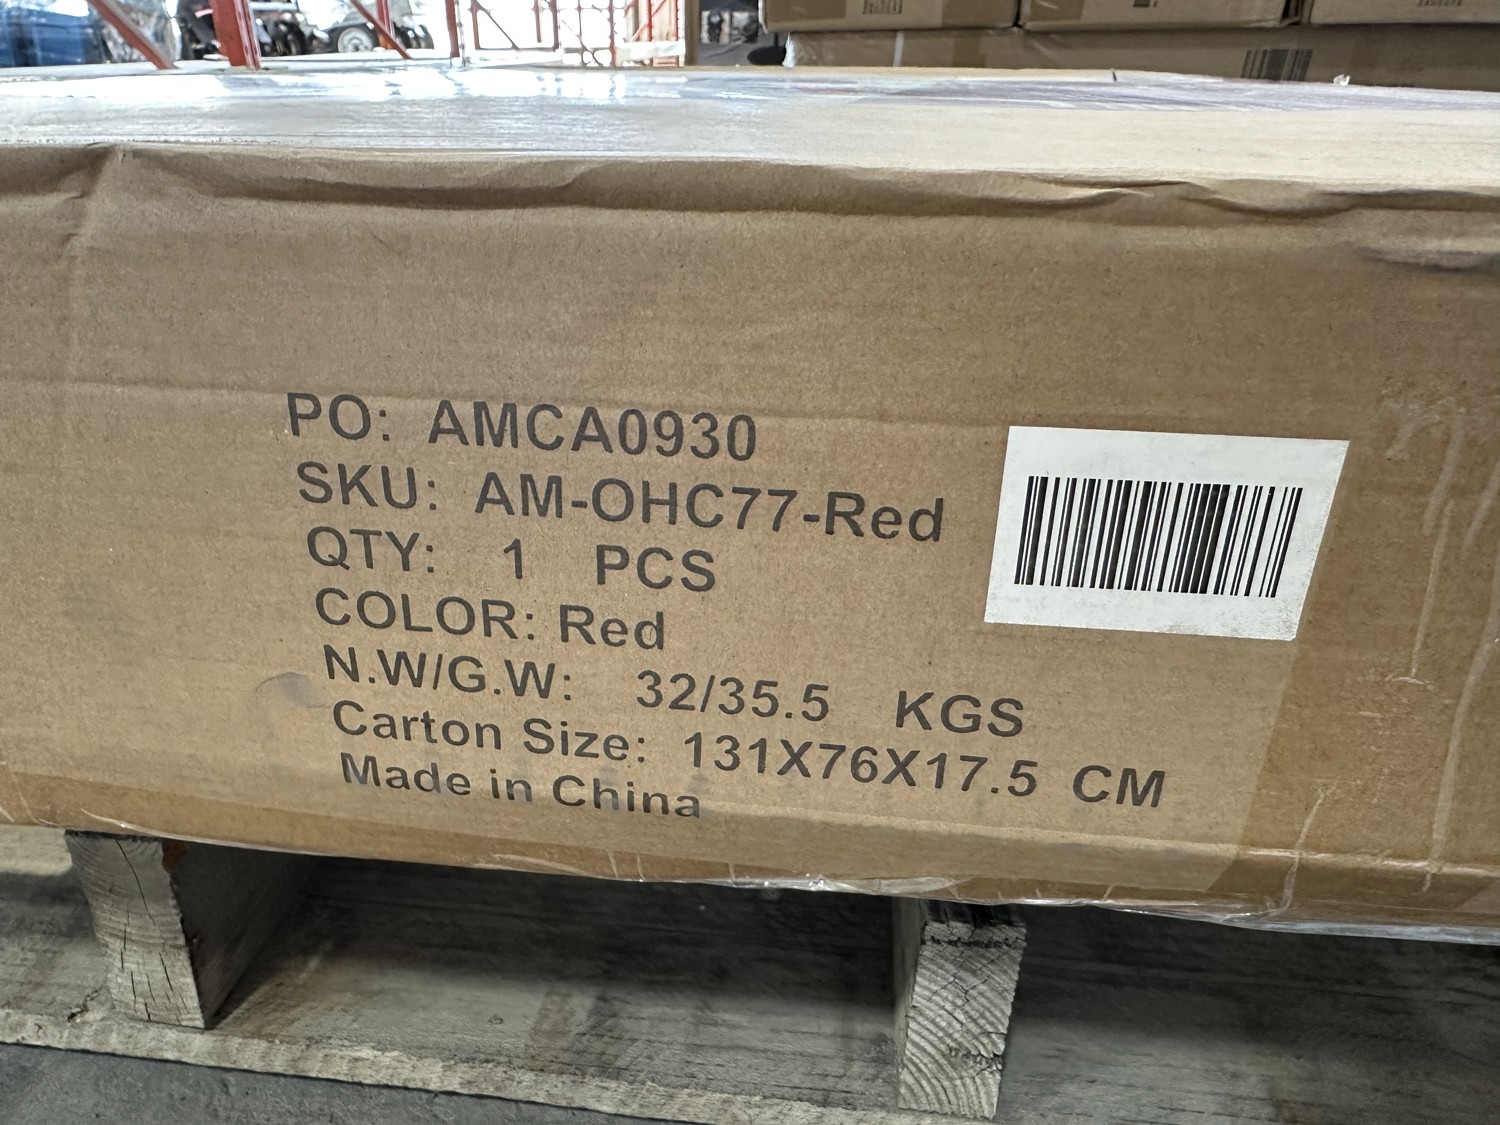 PO: AMCA0930
SKU: AM-OHC77-Red
QTY: 1 PCS
COLOR: Red
N.W/G.W: 32/35.5 KGS
Carton Size: 131X76X17.5 CM
Made in China